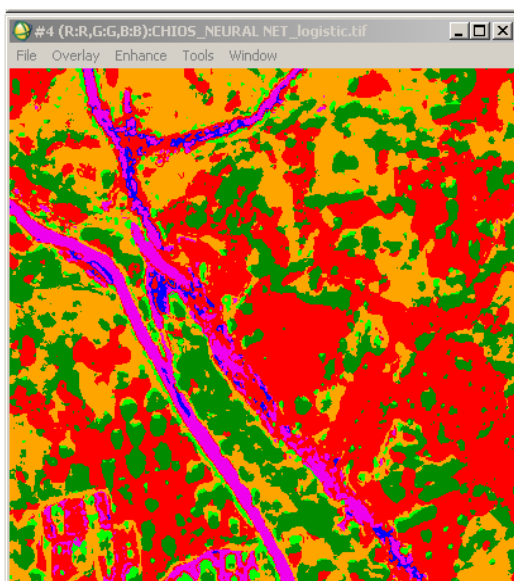 #4 (R:R,G:G,B:B):CHIOS_NEURAL NET_logistic.tif
File Overlay Enhance Tools Window